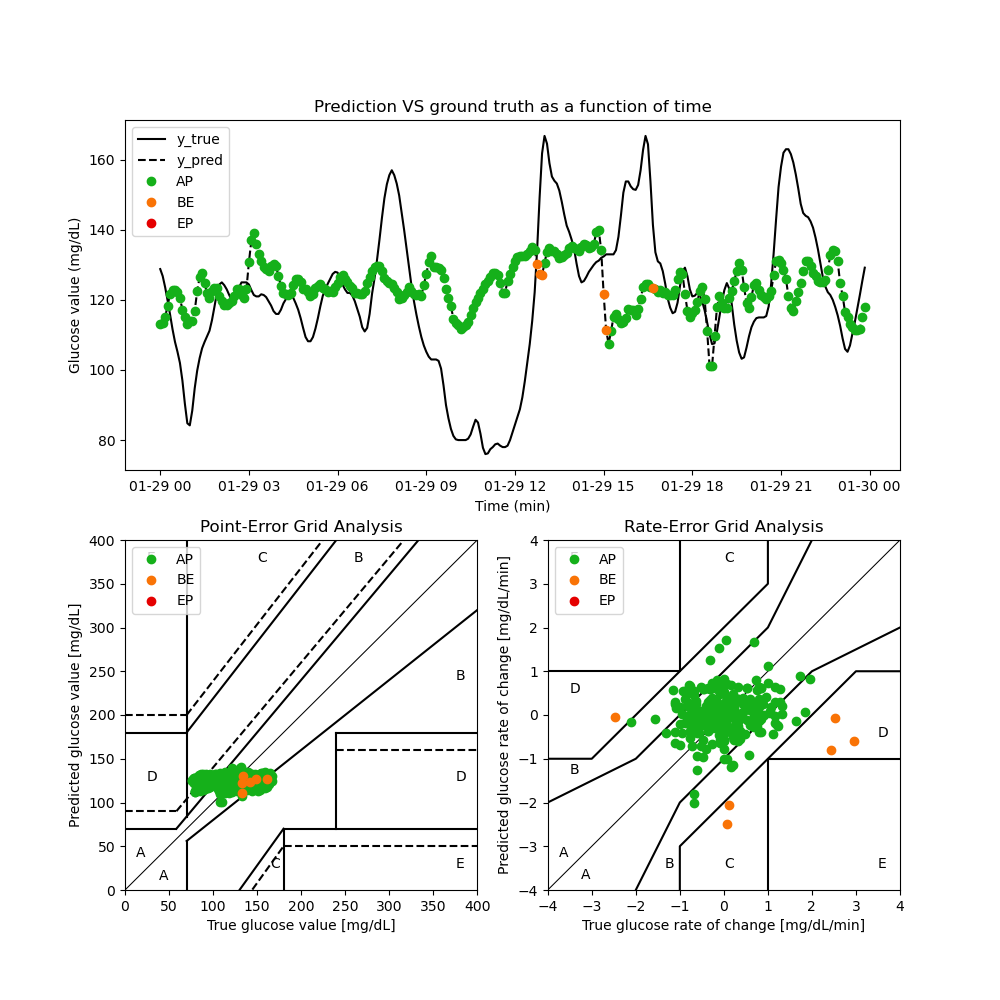 Prediction VS ground truth as a function of time
Glucose value (mg/dL)
160
140
120
100
80
y_true
y_pred
AP
BE
EP
01-29 00 01-29 03 01-29 06 01-29 09 01-29 12 01-29 15 01-29 18 01-29 21 01-30 00
Time (min)
Point-Error Grid Analysis
Predicted glucose value [mg/dL]
400
350
300
250
200
150
100
50
0
AP
BE
EP
C
B
B
D
D
A
A
C
E
0 50 100 150 200 250 300 350 400
True glucose value [mg/dL]
Rate-Error Grid Analysis
Predicted glucose rate of change [mg/dL/min]
4
3
2
1
0
−1
−2
−3
−4
AP
BE
EP
C
D
D
B
A
A
B
C
E
−4 −3 −2 −1 0 1 2 3 4
True glucose rate of change [mg/dL/min]